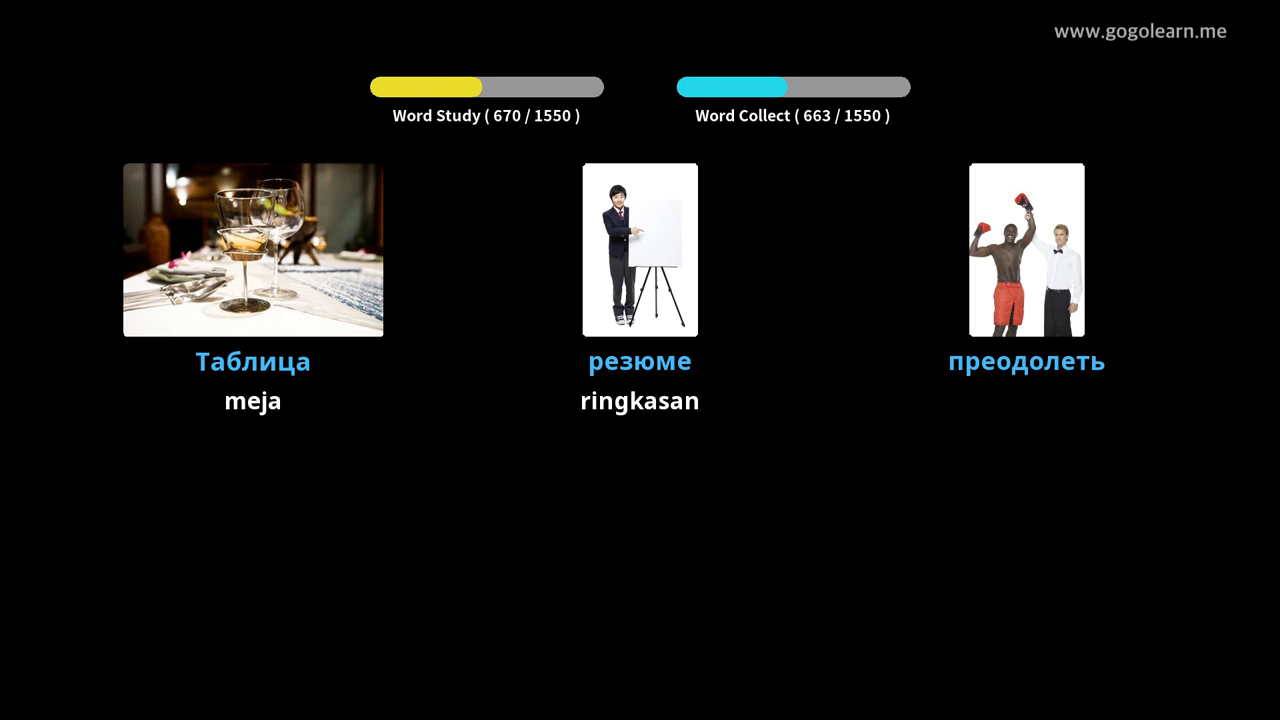 www.gogolearn.me
Word Study ( 670 / 1550 )
Word Collect ( 663 / 1550 )
Таблица
резюме
преодолеть
meja
ringkasan